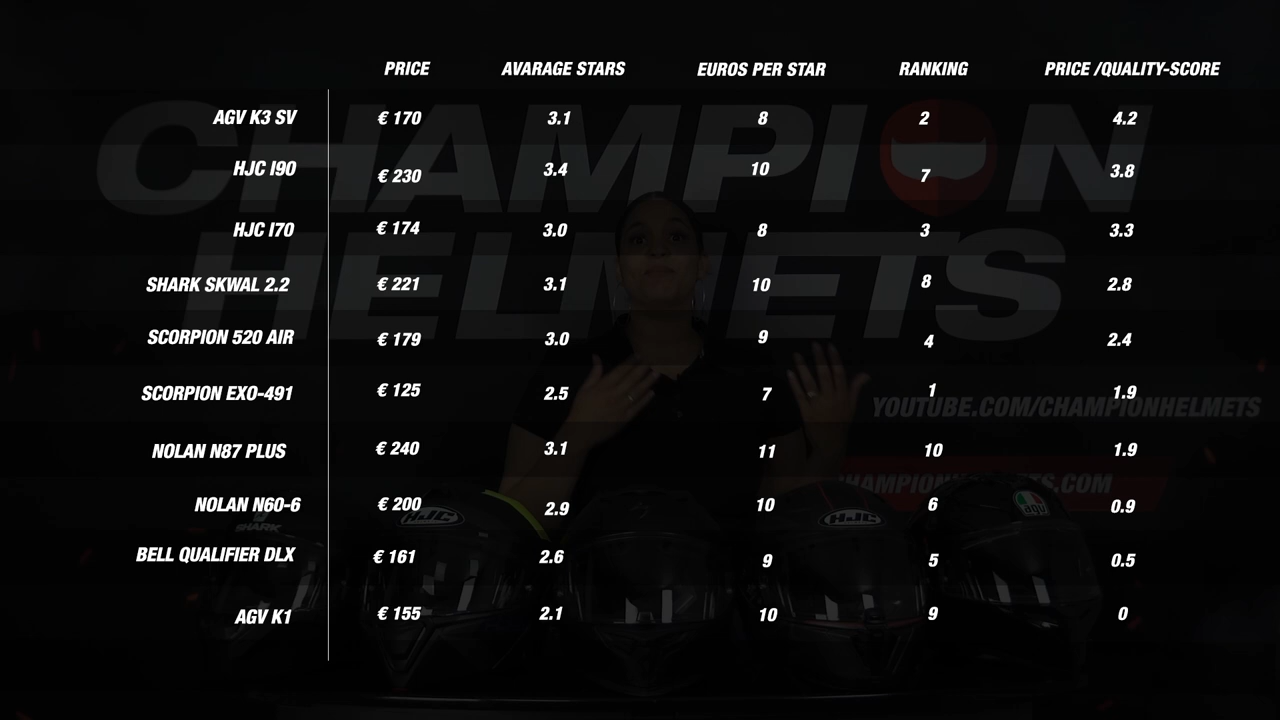 PRICE AVARAGE STARS EUROS PER STAR RANKING PRICE /QUALITY-SCORE
AGV K3 SV € 170 3.1 8 2 4.2
HJC I90 € 230 3.4 10 7 3.8
HJC I70 € 174 3.0 8 3 3.3
SHARK SKWAL 2.2 € 221 3.1 10 8 2.8
SCORPION 520 AIR € 179 3.0 9 4 2.4
SCORPION EXO-491 € 125 2.5 7 1 1.9
NOLAN N87 PLUS € 240 3.1 11 10 1.9
NOLAN N60-6 € 200 2.9 10 6 0.9
BELL QUALIFIER DLX € 161 2.6 9 5 0.5
AGV K1 € 155 2.1 10 9 0
CHAMPION
HELMETS
YOUTUBE.COM/CHAMPIONHELMETS
SHARK
HJC
HJC
agv